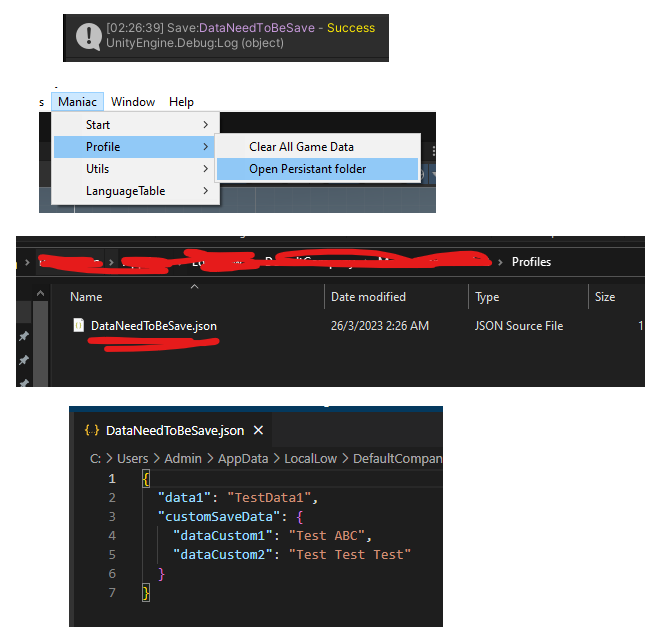 [02:26:39] Save:DataNeedToBeSave - Success
UnityEngine.Debug:Log (object)
s Maniac Window Help
Start >
Profile >
Clear All Game Data
Open Persistant folder
Utils >
LanguageTable >
> > > > Profiles
Name Date modified Type Size
DataNeedToBeSave.json 26/3/2023 2:26 AM JSON Source File 1
{..} DataNeedToBeSave.json ×
C: > Users > Admin > AppData > LocalLow > DefaultCompan
1 {
2 "data1": "TestData1",
3 "customSaveData": {
4 "dataCustom1": "Test ABC",
5 "dataCustom2": "Test Test Test"
6 }
7 }